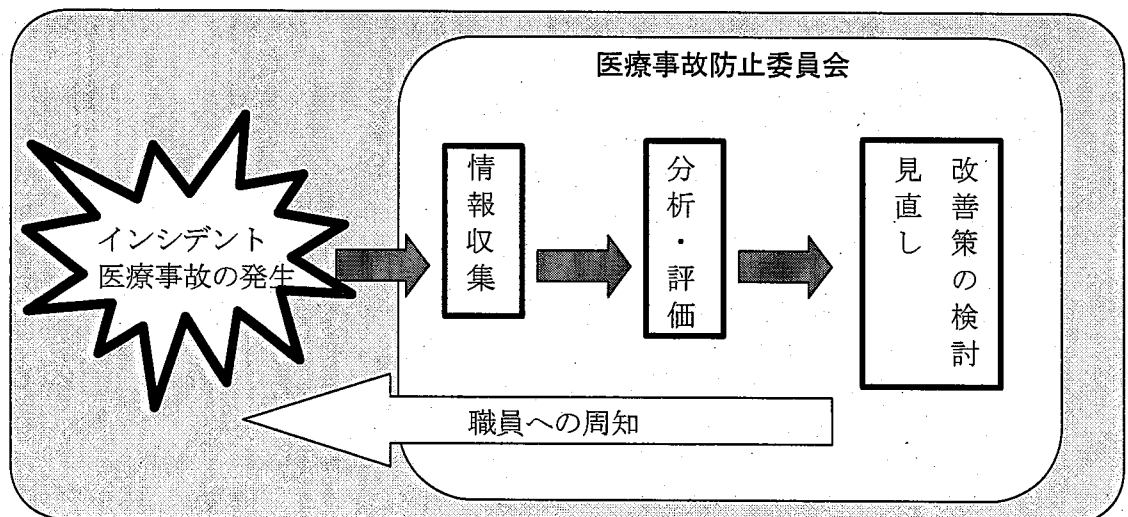 医療事故防止委員会
インシデント
医療事故の発生
情報収集
分析・評価
改善策の検討
見直し
職員への周知